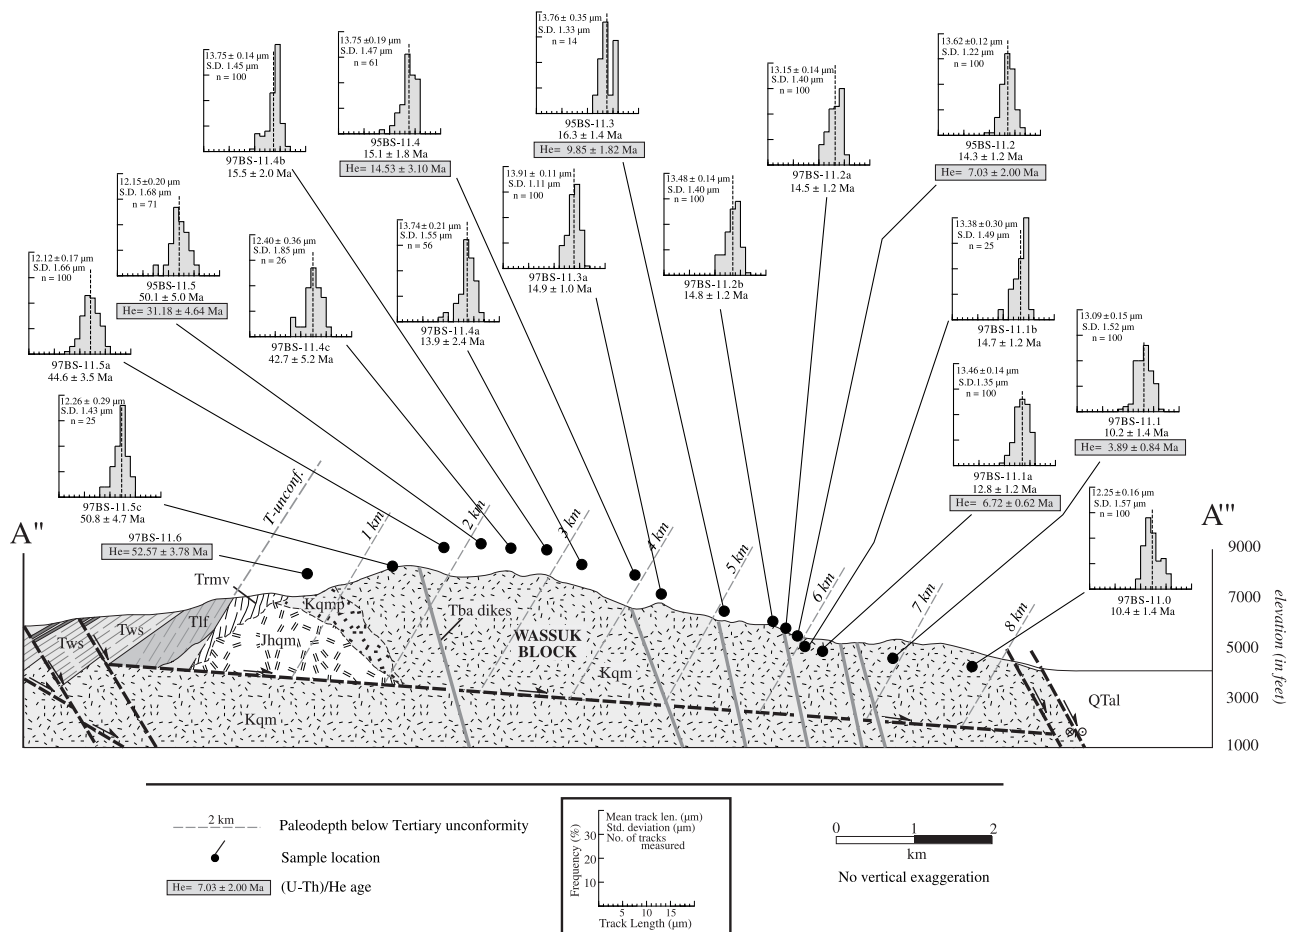 13.75 ± 0.14 µm
S.D. 1.45 µm
n = 100
97BS-11.4b
15.5 ± 2.0 Ma
13.75 ±0.19 µm
S.D. 1.47 µm
n = 61
95BS-11.4
15.1 ± 1.8 Ma
He= 14.53 ± 3.10 Ma
13.76 ± 0.35 µm
S.D. 1.33 µm
n = 14
95BS-11.3
16.3 ± 1.4 Ma
He= 9.85 ± 1.82 Ma
13.15 ± 0.14 µm
S.D. 1.40 µm
n = 100
97BS-11.2a
14.5 ± 1.2 Ma
13.62±0.12 µm
S.D. 1.22 µm
n = 100
95BS-11.2
14.3 ± 1.2 Ma
He= 7.03 ± 2.00 Ma
12.15±0.20 µm
S.D. 1.68 µm
n = 71
95BS-11.5
50.1 ± 5.0 Ma
He= 31.18 ± 4.64 Ma
12.40 ± 0.36 µm
S.D. 1.85 µm
n = 26
97BS-11.4c
42.7 ± 5.2 Ma
13.74 ± 0.21 µm
S.D. 1.55 µm
n = 56
97BS-11.4a
13.9 ± 2.4 Ma
13.91 ± 0.11 µm
S.D. 1.11 µm
n = 100
97BS-11.3a
14.9 ± 1.0 Ma
13.48 ± 0.14 µm
S.D. 1.40 µm
n = 100
97BS-11.2b
14.8 ± 1.2 Ma
13.38 ± 0.30 µm
S.D. 1.49 µm
n = 25
97BS-11.1b
14.7 ± 1.2 Ma
12.12 ± 0.17 µm
S.D. 1.66 µm
n = 100
97BS-11.5a
44.6 ± 3.5 Ma
13.09 ± 0.15 µm
S.D. 1.52 µm
n = 100
97BS-11.1
10.2 ± 1.4 Ma
He= 3.89 ± 0.84 Ma
12.26 ± 0.29 µm
S.D. 1.43 µm
n = 25
97BS-11.5c
50.8 ± 4.7 Ma
13.46 ± 0.14 µm
S.D.1.35 µm
n = 100
97BS-11.1a
12.8 ± 1.2 Ma
He= 6.72 ± 0.62 Ma
12.25 ± 0.16 µm
S.D. 1.57 µm
n = 100
97BS-11.0
10.4 ± 1.4 Ma
97BS-11.6
He= 52.57 ± 3.78 Ma
A"
A'''
T-unconf.
1 km
2 km
3 km
4 km
5 km
6 km
7 km
8 km
9000
7000
5000
3000
1000
elevation (in feet)
Trmv
Kqmp
Tba dikes
Tws
Tws
Tlf
Jhqm
WASSUK
BLOCK
Kqm
Kqm
QTal
2 km
Paleodepth below Tertiary unconformity
Sample location
He= 7.03 ± 2.00 Ma
(U-Th)/He age
Mean track len. (µm)
Std. deviation (µm)
No. of tracks
measured
Frequency (%)
30
20
10
5 10 15
Track Length (µm)
0 1 2
km
No vertical exaggeration